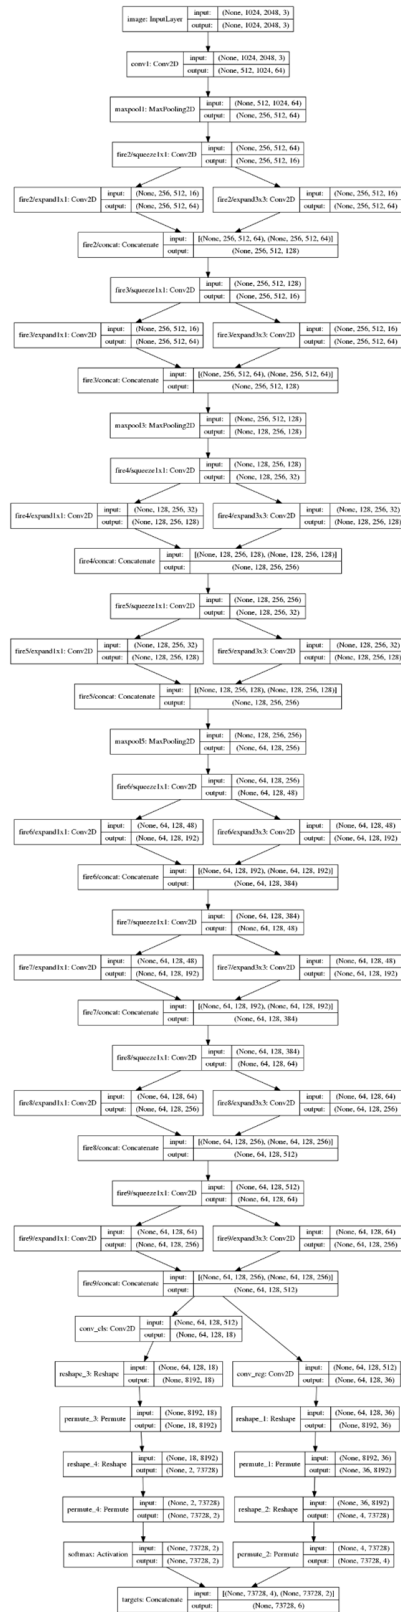 image: InputLayer input: (None, 1024, 2048, 3)
output: (None, 1024, 2048, 3)
conv1: Conv2D input: (None, 1024, 2048, 3)
output: (None, 512, 1024, 64)
maxpool1: MaxPooling2D input: (None, 512, 1024, 64)
output: (None, 256, 512, 64)
fire2/squeeze1x1: Conv2D input: (None, 256, 512, 64)
output: (None, 256, 512, 16)
fire2/expand1x1: Conv2D input: (None, 256, 512, 16) fire2/expand3x3: Conv2D input: (None, 256, 512, 16)
output: (None, 256, 512, 64) output: (None, 256, 512, 64)
fire2/concat: Concatenate input: [(None, 256, 512, 64), (None, 256, 512, 64)]
output: (None, 256, 512, 128)
fire3/squeeze1x1: Conv2D input: (None, 256, 512, 128)
output: (None, 256, 512, 16)
fire3/expand1x1: Conv2D input: (None, 256, 512, 16) fire3/expand3x3: Conv2D input: (None, 256, 512, 16)
output: (None, 256, 512, 64) output: (None, 256, 512, 64)
fire3/concat: Concatenate input: [(None, 256, 512, 64), (None, 256, 512, 64)]
output: (None, 256, 512, 128)
maxpool3: MaxPooling2D input: (None, 256, 512, 128)
output: (None, 128, 256, 128)
fire4/squeeze1x1: Conv2D input: (None, 128, 256, 128)
output: (None, 128, 256, 32)
fire4/expand1x1: Conv2D input: (None, 128, 256, 32) fire4/expand3x3: Conv2D input: (None, 128, 256, 32)
output: (None, 128, 256, 128) output: (None, 128, 256, 128)
fire4/concat: Concatenate input: [(None, 128, 256, 128), (None, 128, 256, 128)]
output: (None, 128, 256, 256)
fire5/squeeze1x1: Conv2D input: (None, 128, 256, 256)
output: (None, 128, 256, 32)
fire5/expand1x1: Conv2D input: (None, 128, 256, 32) fire5/expand3x3: Conv2D input: (None, 128, 256, 32)
output: (None, 128, 256, 128) output: (None, 128, 256, 128)
fire5/concat: Concatenate input: [(None, 128, 256, 128), (None, 128, 256, 128)]
output: (None, 128, 256, 256)
maxpool5: MaxPooling2D input: (None, 128, 256, 256)
output: (None, 64, 128, 256)
fire6/squeeze1x1: Conv2D input: (None, 64, 128, 256)
output: (None, 64, 128, 48)
fire6/expand1x1: Conv2D input: (None, 64, 128, 48) fire6/expand3x3: Conv2D input: (None, 64, 128, 48)
output: (None, 64, 128, 192) output: (None, 64, 128, 192)
fire6/concat: Concatenate input: [(None, 64, 128, 192), (None, 64, 128, 192)]
output: (None, 64, 128, 384)
fire7/squeeze1x1: Conv2D input: (None, 64, 128, 384)
output: (None, 64, 128, 48)
fire7/expand1x1: Conv2D input: (None, 64, 128, 48) fire7/expand3x3: Conv2D input: (None, 64, 128, 48)
output: (None, 64, 128, 192) output: (None, 64, 128, 192)
fire7/concat: Concatenate input: [(None, 64, 128, 192), (None, 64, 128, 192)]
output: (None, 64, 128, 384)
fire8/squeeze1x1: Conv2D input: (None, 64, 128, 384)
output: (None, 64, 128, 64)
fire8/expand1x1: Conv2D input: (None, 64, 128, 64) fire8/expand3x3: Conv2D input: (None, 64, 128, 64)
output: (None, 64, 128, 256) output: (None, 64, 128, 256)
fire8/concat: Concatenate input: [(None, 64, 128, 256), (None, 64, 128, 256)]
output: (None, 64, 128, 512)
fire9/squeeze1x1: Conv2D input: (None, 64, 128, 512)
output: (None, 64, 128, 64)
fire9/expand1x1: Conv2D input: (None, 64, 128, 64) fire9/expand3x3: Conv2D input: (None, 64, 128, 64)
output: (None, 64, 128, 256) output: (None, 64, 128, 256)
fire9/concat: Concatenate input: [(None, 64, 128, 256), (None, 64, 128, 256)]
output: (None, 64, 128, 512)
conv_cls: Conv2D input: (None, 64, 128, 512)
output: (None, 64, 128, 18)
reshape_3: Reshape input: (None, 64, 128, 18) conv_reg: Conv2D input: (None, 64, 128, 512)
output: (None, 8192, 18) output: (None, 64, 128, 36)
permute_3: Permute input: (None, 8192, 18) reshape_1: Reshape input: (None, 64, 128, 36)
output: (None, 18, 8192) output: (None, 8192, 36)
reshape_4: Reshape input: (None, 18, 8192) permute_1: Permute input: (None, 8192, 36)
output: (None, 2, 73728) output: (None, 36, 8192)
permute_4: Permute input: (None, 2, 73728) reshape_2: Reshape input: (None, 36, 8192)
output: (None, 73728, 2) output: (None, 4, 73728)
softmax: Activation input: (None, 73728, 2) permute_2: Permute input: (None, 4, 73728)
output: (None, 73728, 2) output: (None, 73728, 4)
targets: Concatenate input: [(None, 73728, 4), (None, 73728, 2)]
output: (None, 73728, 6)